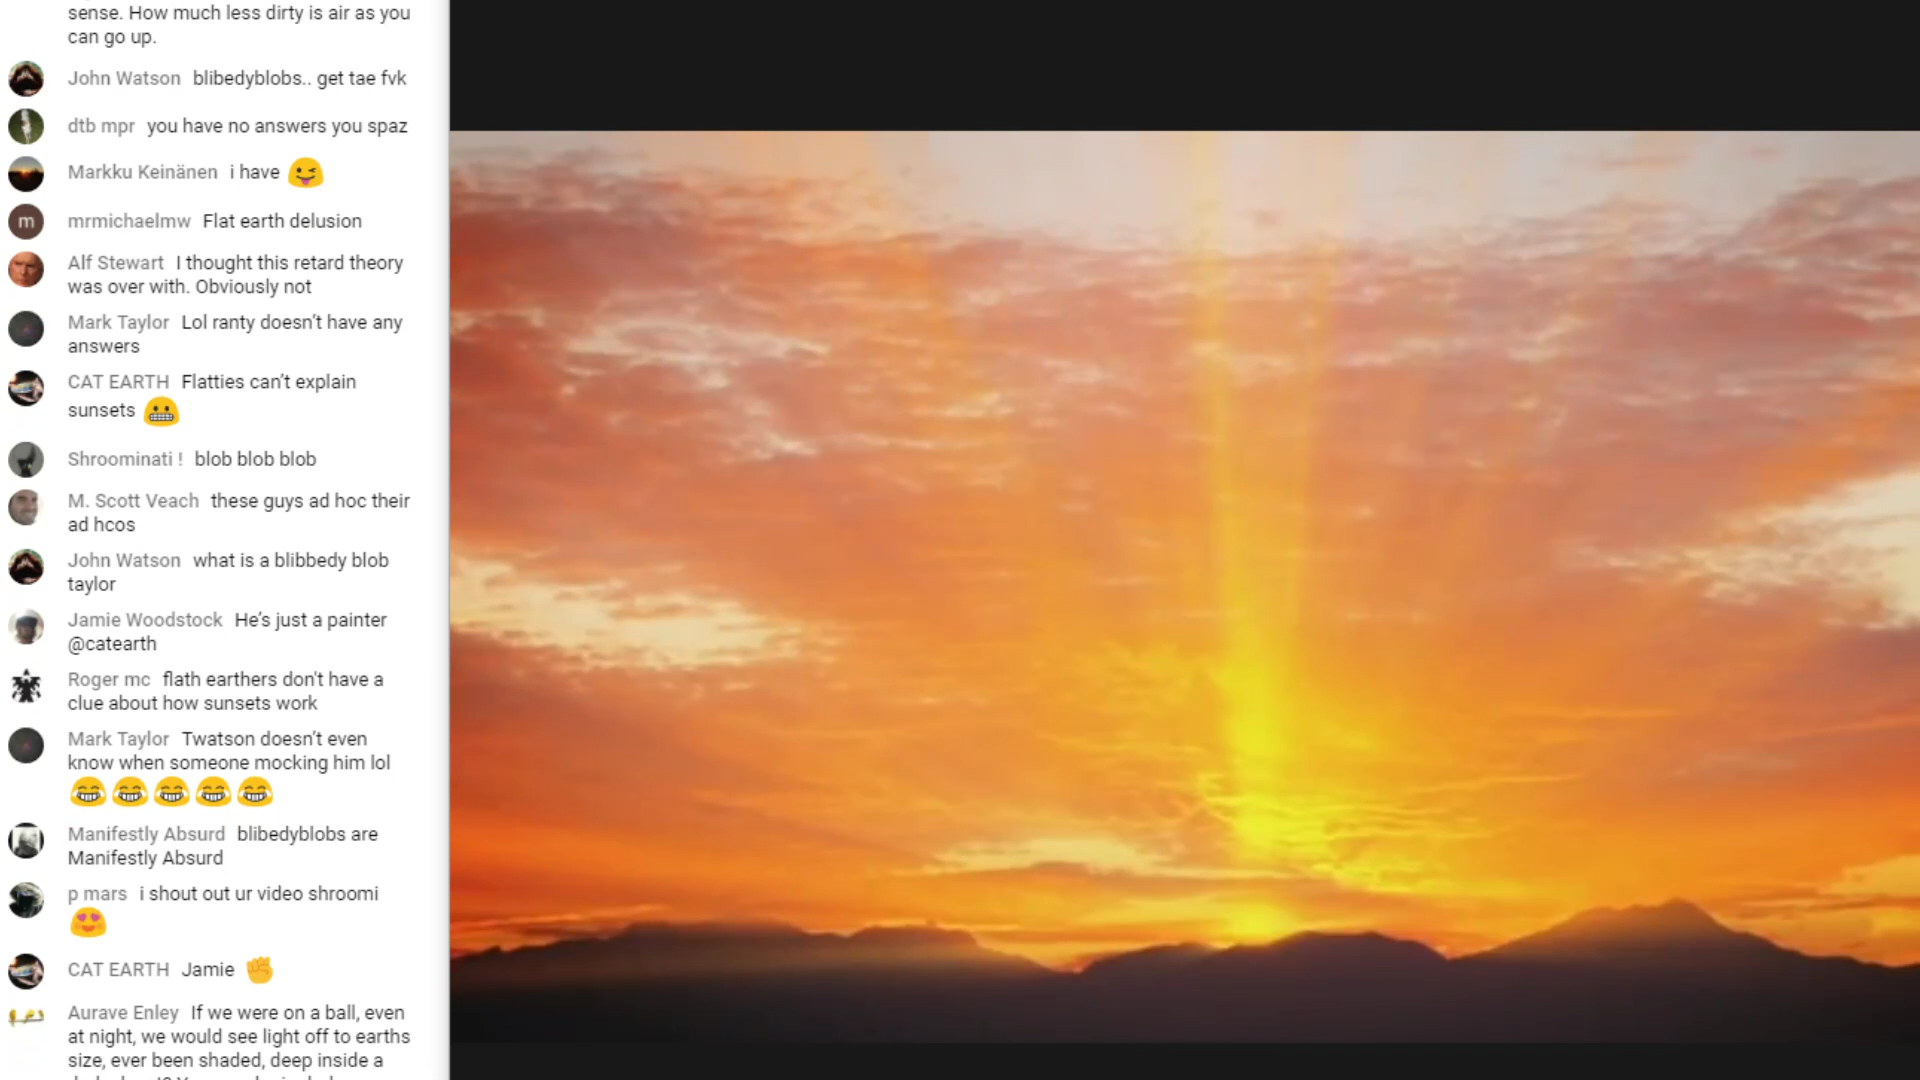 sense. How much less dirty is air as you
can go up.
John Watson blibedyblobs.. get tae fvk
dtb mpr you have no answers you spaz
Markku Keinänen i have
m
mrmichaelmw Flat earth delusion
Alf Stewart I thought this retard theory
was over with. Obviously not
Mark Taylor Lol ranty doesn't have any
answers
CAT EARTH Flatties can't explain
sunsets
Shroominati ! blob blob blob
M. Scott Veach these guys ad hoc their
ad hcos
John Watson what is a blibbedy blob
taylor
Jamie Woodstock He's just a painter
@catearth
Roger mc flath earthers don't have a
clue about how sunsets work
Mark Taylor Twatson doesn't even
know when someone mocking him lol
Manifestly Absurd blibedyblobs are
Manifestly Absurd
p mars i shout out ur video shroomi
CAT EARTH Jamie
Aurave Enley If we were on a ball, even
at night, we would see light off to earths
size, ever been shaded, deep inside a